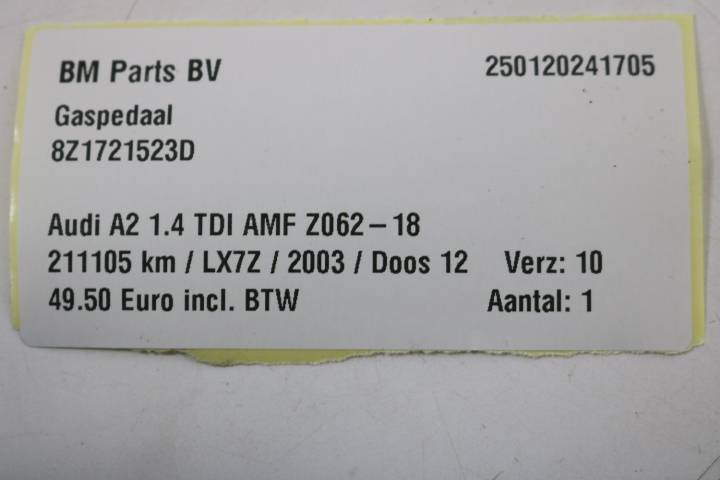 BM Parts BV 250120241705
Gaspedaal
8Z1721523D
Audi A2 1.4 TDI AMF Z062-18
211105 km / LX7Z / 2003 / Doos 12 Verz: 10
49.50 Euro incl. BTW Aantal: 1